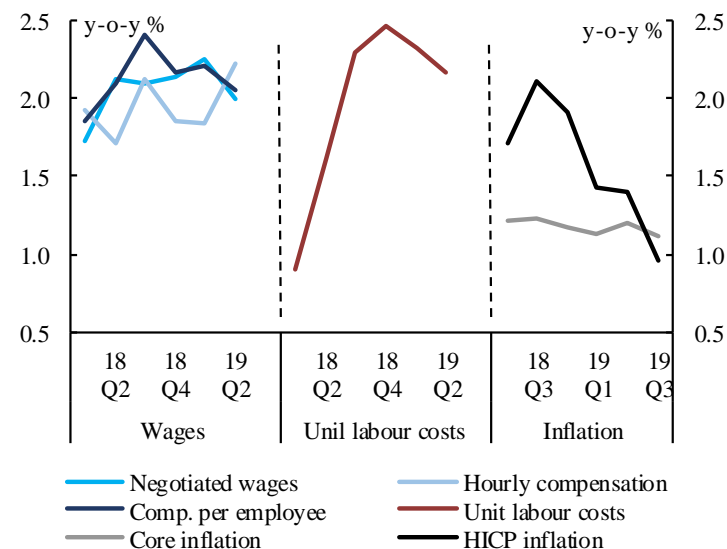 2.5 y-o-y % y-o-y % 2.5
2.0 2.0
1.5 1.5
1.0 1.0
0.5 0.5
18 18 19 18 18 19 18 19 19
Q2 Q4 Q2 Q2 Q4 Q2 Q3 Q1 Q3
Wages Unil labour costs Inflation
Negotiated wages Hourly compensation
Comp. per employee Unit labour costs
Core inflation HICP inflation